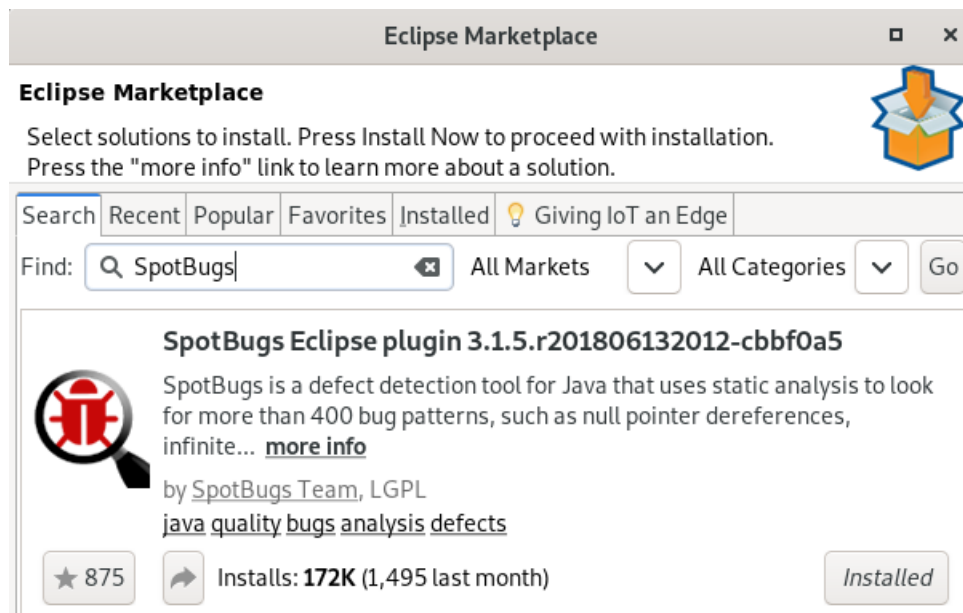 Eclipse Marketplace
Eclipse Marketplace
Select solutions to install. Press Install Now to proceed with installation.
Press the "more info" link to learn more about a solution.
Search Recent Popular Favorites Installed Giving IoT an Edge
Find: SpotBugs All Markets All Categories Go
SpotBugs Eclipse plugin 3.1.5.r201806132012-cbbf0a5
SpotBugs is a defect detection tool for Java that uses static analysis to look
for more than 400 bug patterns, such as null pointer dereferences,
infinite... more info
by SpotBugs Team, LGPL
java quality bugs analysis defects
875 Installs: 172K (1,495 last month) Installed